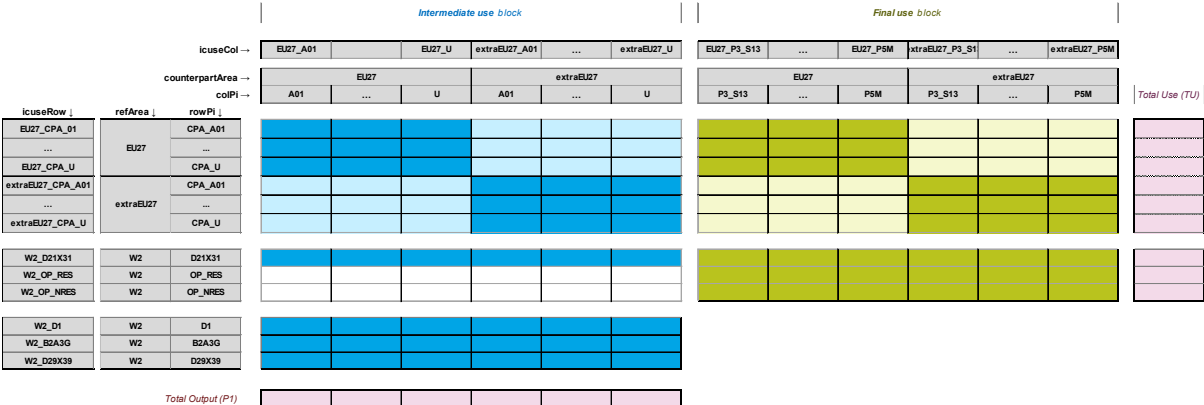 Intermediate use block Final use block
icuseCol → EU27_A01 EU27_U extraEU27_A01 … extraEU27_U EU27_P3_S13 … EU27_P5M extraEU27_P3_S1 … extraEU27_P5M
counterpartArea → EU27 extraEU27 EU27 extraEU27
colPi → A01 … U A01 … U P3_S13 … P5M P3_S13 … P5M Total Use (TU)
icuseRow ↓ refArea ↓ rowPi ↓
EU27_CPA_01 CPA_A01
… EU27 ...
EU27_CPA_U CPA_U
extraEU27_CPA_A01 CPA_A01
… extraEU27 ...
extraEU27_CPA_U CPA_U
W2_D21X31 W2 D21X31
W2_OP_RES W2 OP_RES
W2_OP_NRES W2 OP_NRES
W2_D1 W2 D1
W2_B2A3G W2 B2A3G
W2_D29X39 W2 D29X39
Total Output (P1)